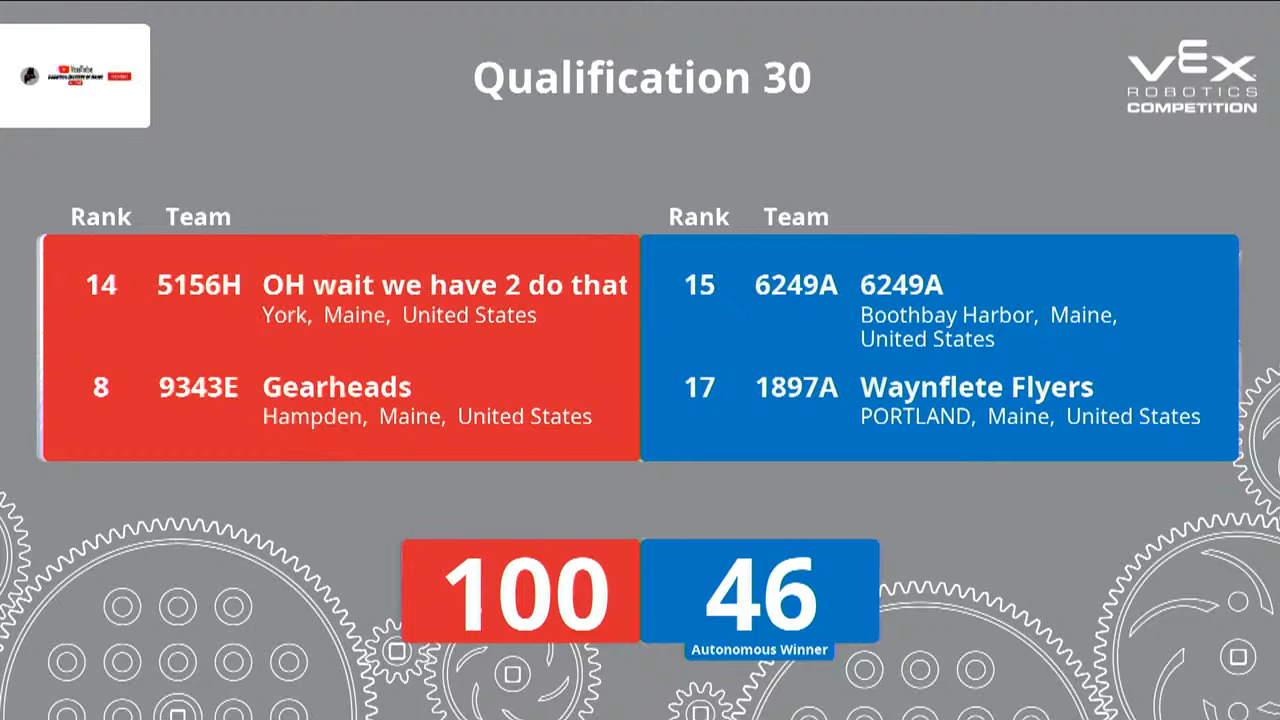 YouTube
Qualification 30
VEX
ROBOTICS
COMPETITION
Rank Team
14 5156H OH wait we have 2 do that
York, Maine, United States
8 9343E Gearheads
Hampden, Maine, United States
Rank Team
15 6249A 6249A
Boothbay Harbor, Maine,
United States
17 1897A Waynflete Flyers
PORTLAND, Maine, United States
100
46
Autonomous Winner